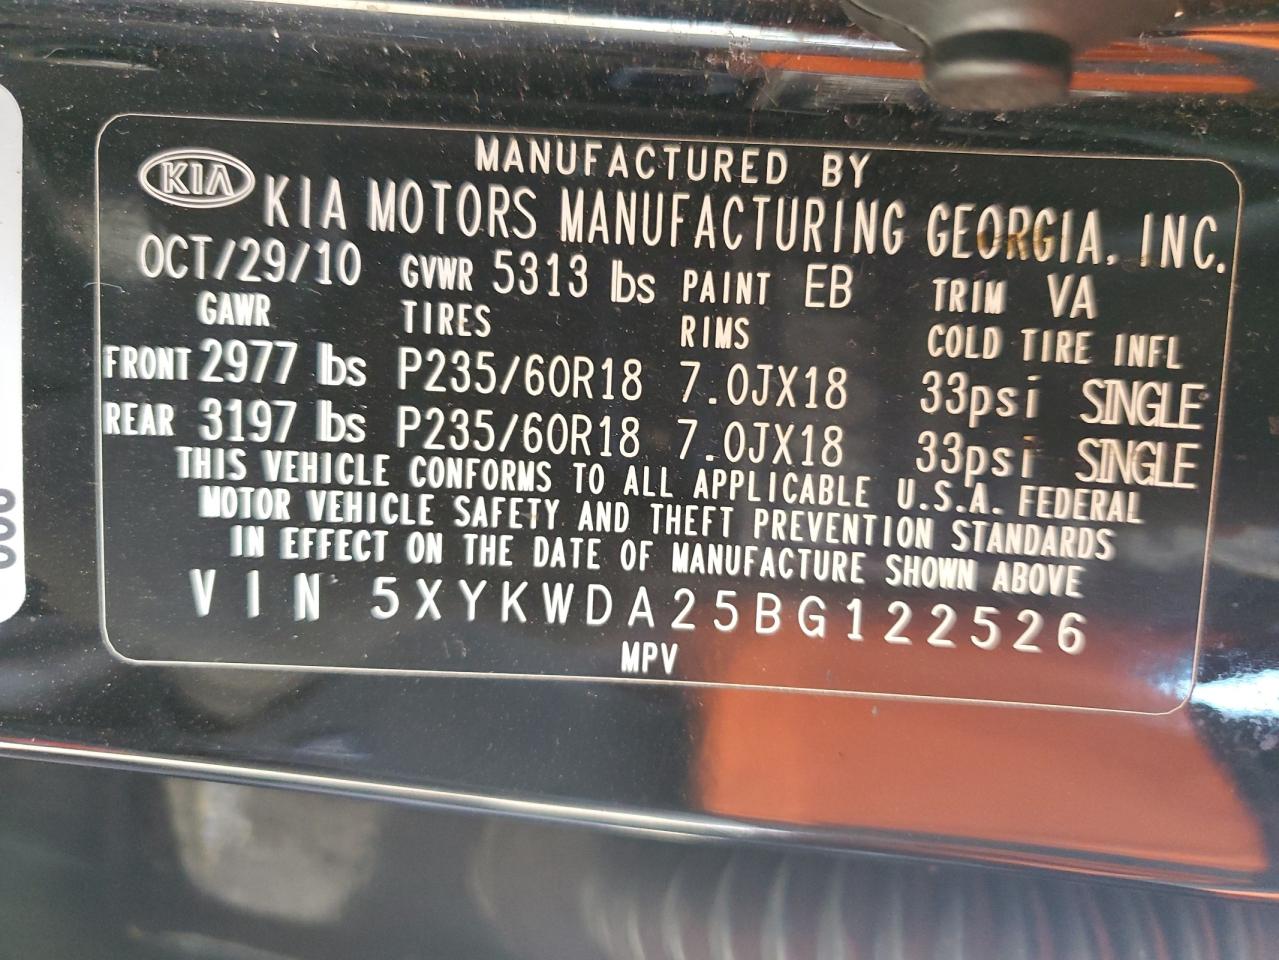 MANUFACTURED BY
KIA KIA MOTORS MANUFACTURING GEORGIA, INC.
OCT/29/10 GVWR 5313 lbs PAINT EB TRIM VA
GAWR TIRES RIMS COLD TIRE INFL
FRONT 2977 lbs P235/60R18 7.0JX18 33psi SINGLE
REAR 3197 lbs P235/60R18 7.0JX18 33psi SINGLE
THIS VEHICLE CONFORMS TO ALL APPLICABLE U.S.A. FEDERAL
MOTOR VEHICLE SAFETY AND THEFT PREVENTION STANDARDS
IN EFFECT ON THE DATE OF MANUFACTURE SHOWN ABOVE
VIN 5XYKWDA25BG122526
MPV